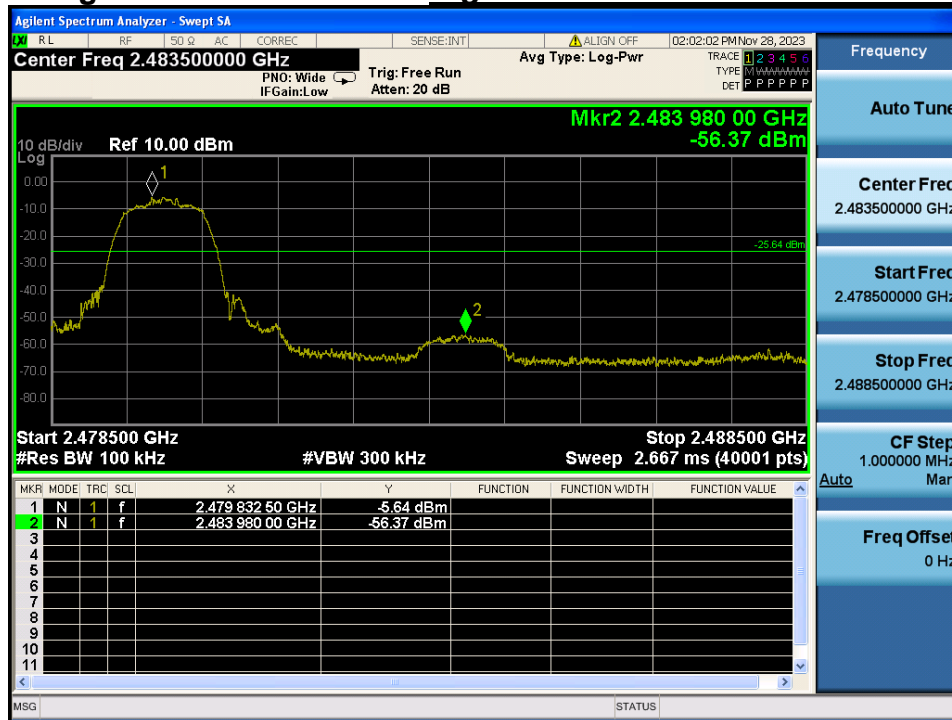 Agilent Spectrum Analyzer - Swept SA
LXI RL RF 50 Ω AC CORREC SENSE:INT ALIGN OFF 02:02:02 PM Nov 28, 2023
Center Freq 2.483500000 GHz
PNO: Wide
IFGain:Low
Trig: Free Run
Atten: 20 dB
Avg Type: Log-Pwr
TRACE 1 2 3 4 5 6
TYPE M W W W W W
DET P P P P P P
Mkr2 2.483 980 00 GHz
-56.37 dBm
10 dB/div Ref 10.00 dBm
Log
1
0.00
-10.0
-20.0
-25.64 dBm
-30.0
-40.0
-50.0
2
-60.0
-70.0
-80.0
Start 2.478500 GHz Stop 2.488500 GHz
#Res BW 100 kHz #VBW 300 kHz Sweep 2.667 ms (40001 pts)
MKR MODE TRC SCL X Y FUNCTION FUNCTION WIDTH FUNCTION VALUE
1 N 1 f 2.479 832 50 GHz -5.64 dBm
2 N 1 f 2.483 980 00 GHz -56.37 dBm
3
4
5
6
7
8
9
10
11
MSG STATUS
Frequency
Auto Tune
Center Freq
2.483500000 GHz
Start Freq
2.478500000 GHz
Stop Freq
2.488500000 GHz
CF Step
1.000000 MHz
Auto Man
Freq Offset
0 Hz